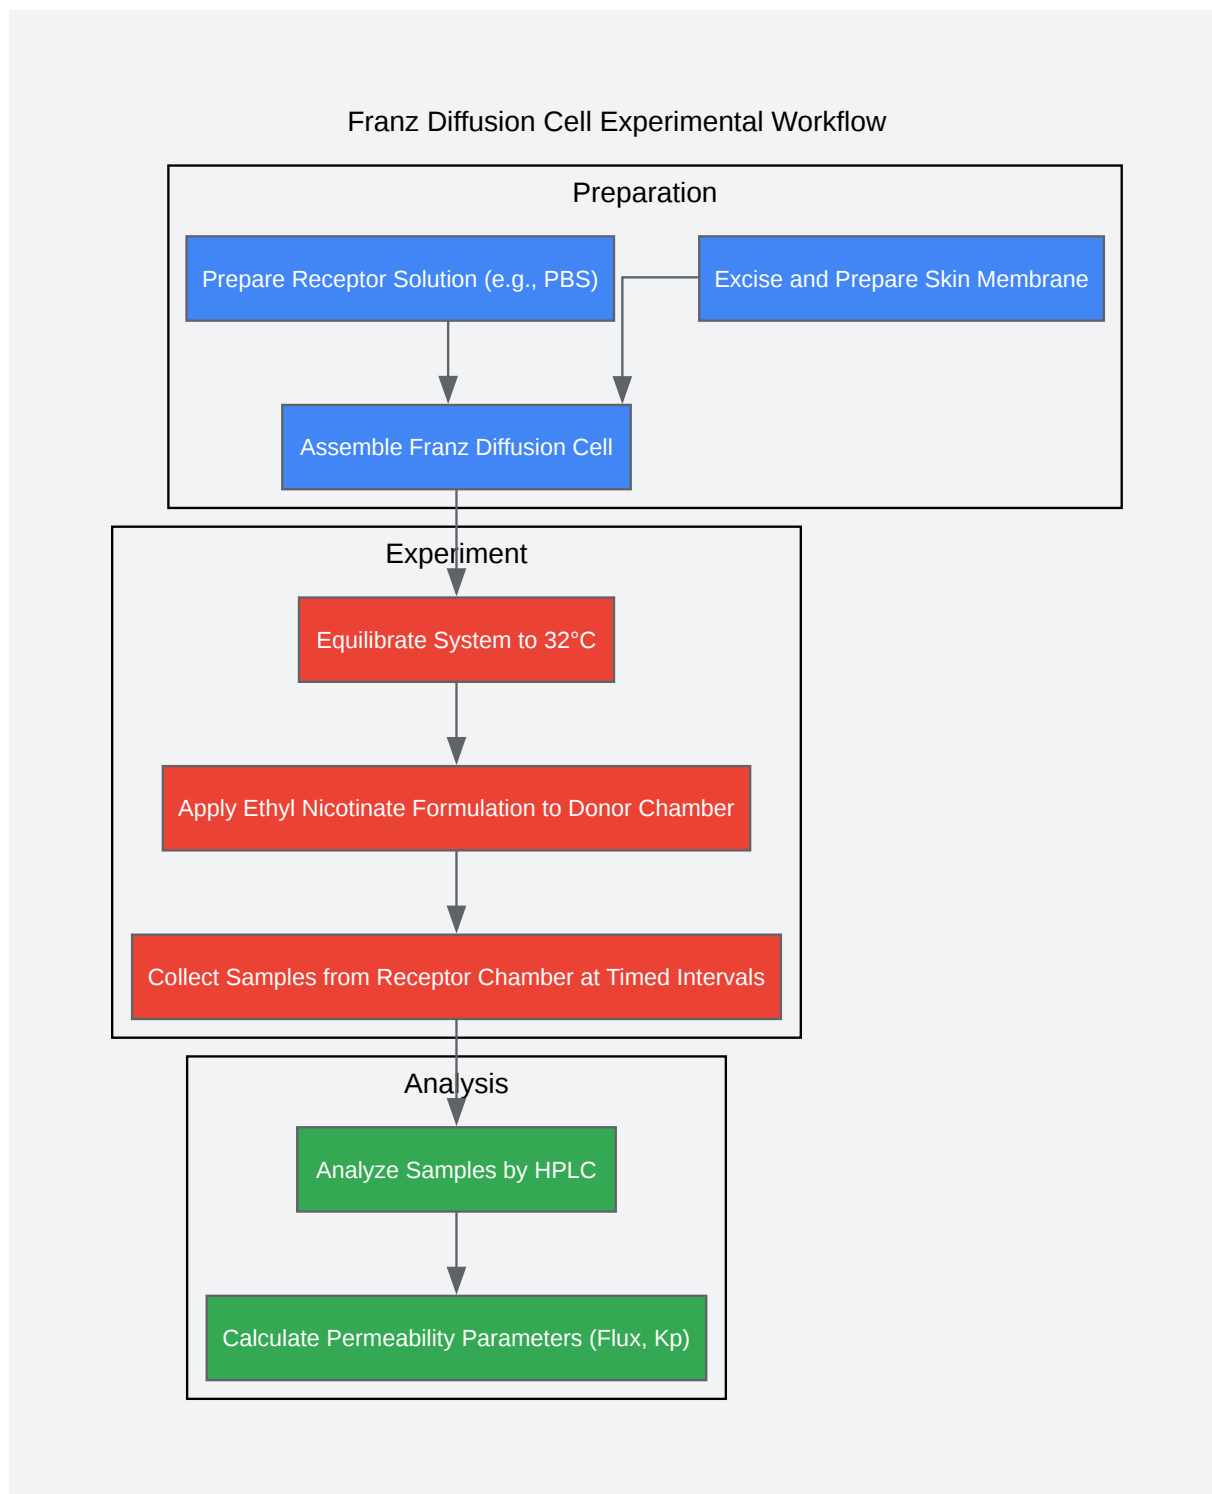 Franz Diffusion Cell Experimental Workflow
Preparation
Prepare Receptor Solution (e.g., PBS)
Excise and Prepare Skin Membrane
Assemble Franz Diffusion Cell
Experiment
Equilibrate System to 32°C
Apply Ethyl Nicotinate Formulation to Donor Chamber
Collect Samples from Receptor Chamber at Timed Intervals
Analysis
Analyze Samples by HPLC
Calculate Permeability Parameters (Flux, Kp)